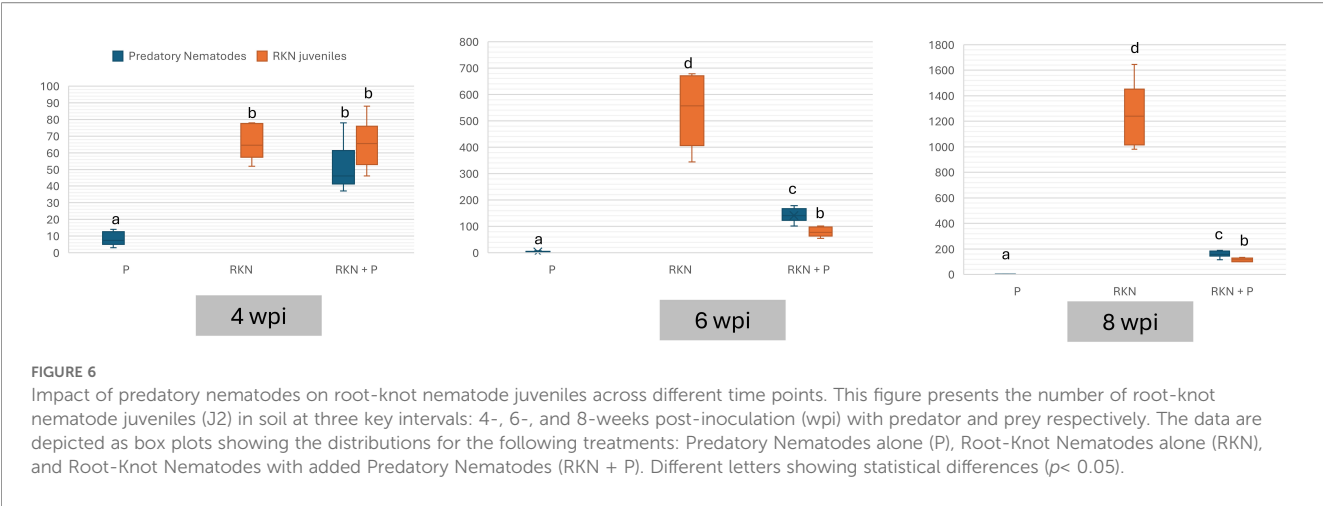 Predatory Nematodes RKN juveniles
100
90
80
70
60
50
40
30
20
10
0
a
b
b
b
P RKN RKN + P
4 wpi
800
700
600
500
400
300
200
100
0
a
d
c
b
P RKN RKN + P
6 wpi
1800
1600
1400
1200
1000
800
600
400
200
0
a
d
c
b
P RKN RKN + P
8 wpi
FIGURE 6
Impact of predatory nematodes on root-knot nematode juveniles across different time points. This figure presents the number of root-knot
nematode juveniles (J2) in soil at three key intervals: 4-, 6-, and 8-weeks post-inoculation (wpi) with predator and prey respectively. The data are
depicted as box plots showing the distributions for the following treatments: Predatory Nematodes alone (P), Root-Knot Nematodes alone (RKN),
and Root-Knot Nematodes with added Predatory Nematodes (RKN + P). Different letters showing statistical differences (p< 0.05).